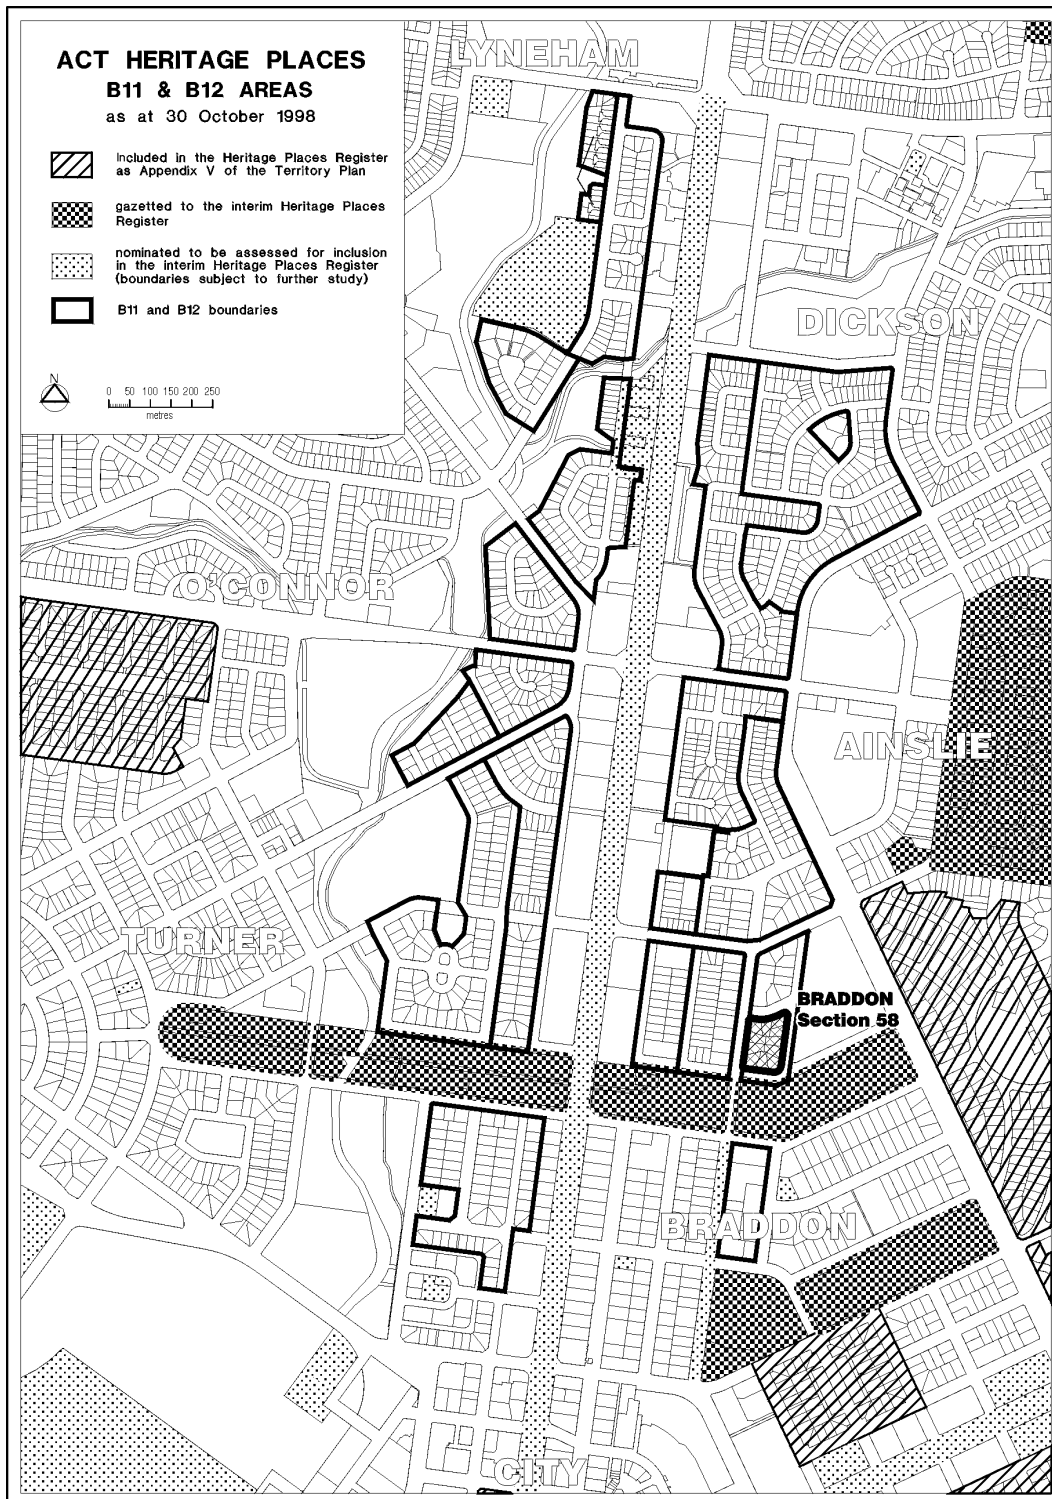 ACT HERITAGE PLACES
B11 & B12 AREAS
as at 30 October 1998
Included in the Heritage Places Register
as Appendix V of the Territory Plan
gazetted to the interim Heritage Places
Register
nominated to be assessed for inclusion
in the interim Heritage Places Register
(boundaries subject to further study)
B11 and B12 boundaries
N
0 50 100 150 200 250
metres
LYNEHAM
DICKSON
O'CONNOR
AINSLIE
TURNER
BRADDON
Section 58
BRADDON
CITY